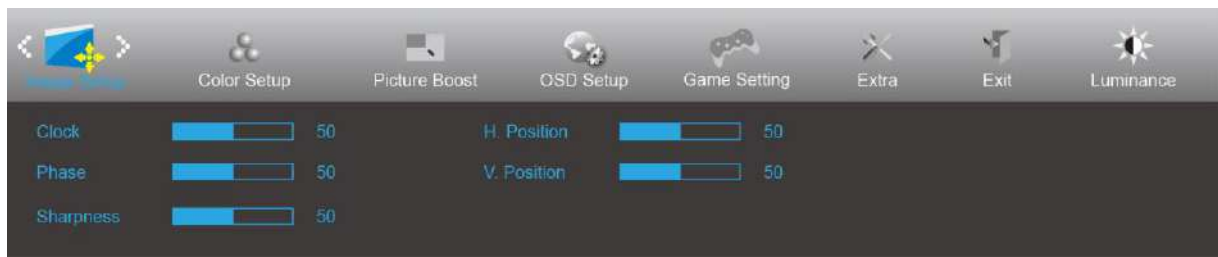 Color Setup
Picture Boost
OSD Setup
Game Setting
Extra
Exit
Luminance
Clock 50 H. Position 50
Phase 50 V. Position 50
Sharpness 50